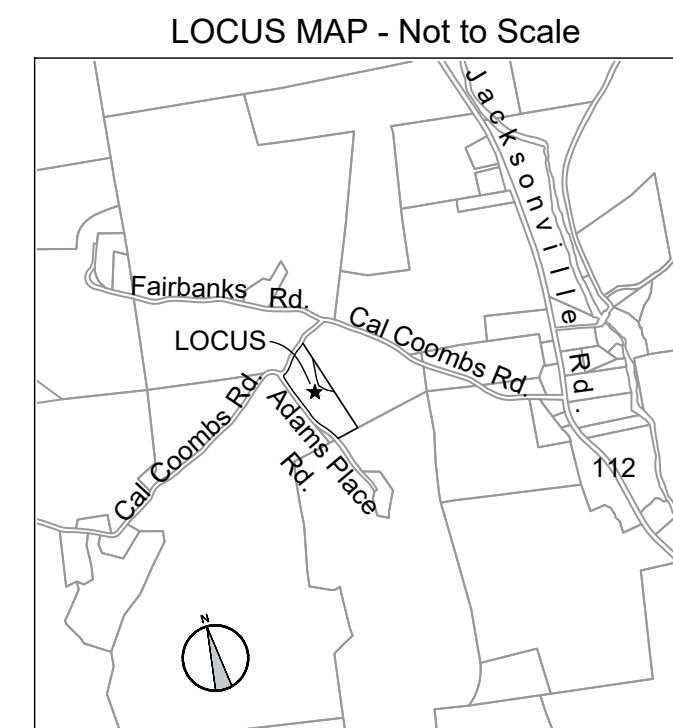 LOCUS MAP - Not to Scale
Jacksonville Rd.
Fairbanks Rd.
LOCUS
Cal Coombs Rd.
Cal Coombs Rd.
Adams Place
Rd.
112
N